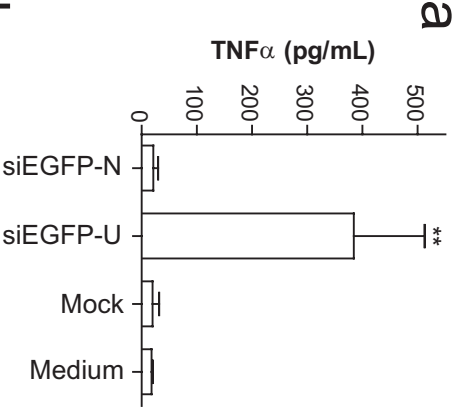 a
TNFα (pg/mL)
0
100
200
300
400
500
siEGFP-N
siEGFP-U
**
Mock
Medium